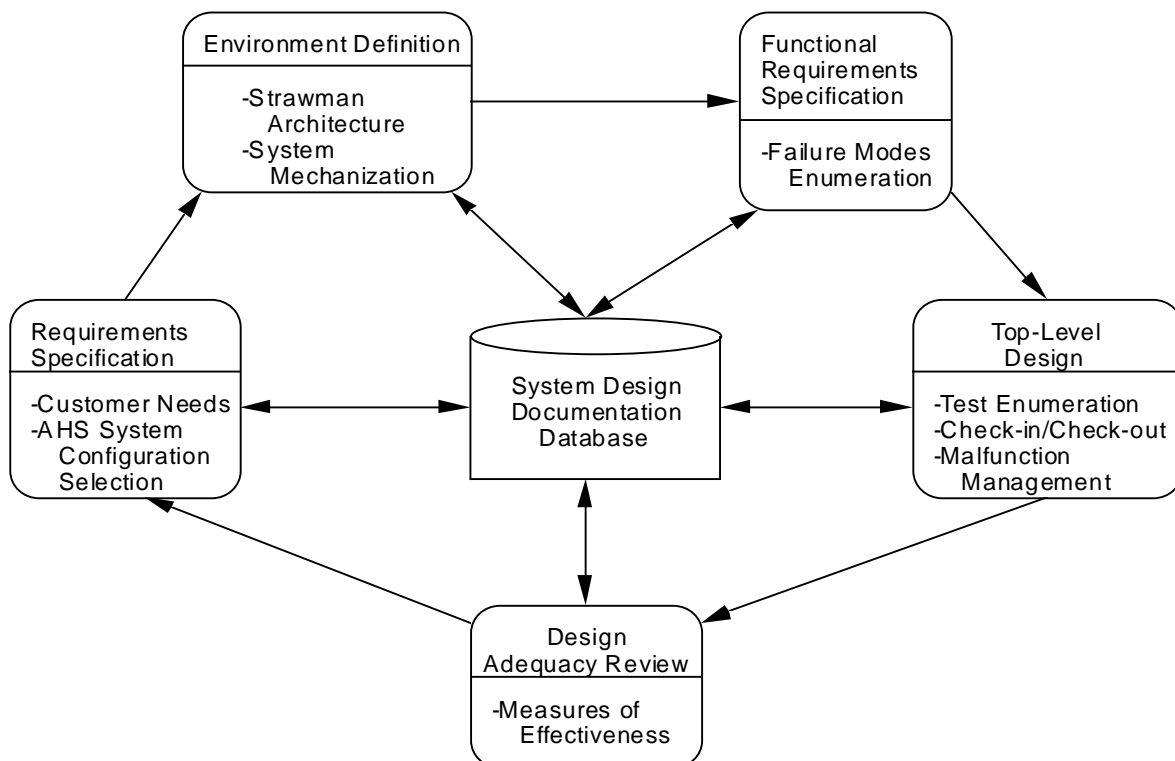 Environment Definition
-Strawman
Architecture
-System
Mechanization
Functional
Requirements
Specification
-Failure Modes
Enumeration
Requirements
Specification
-Customer Needs
-AHS System
Configuration
Selection
System Design
Documentation
Database
Top-Level
Design
-Test Enumeration
-Check-in/Check-out
-Malfunction
Management
Design
Adequacy Review
-Measures of
Effectiveness